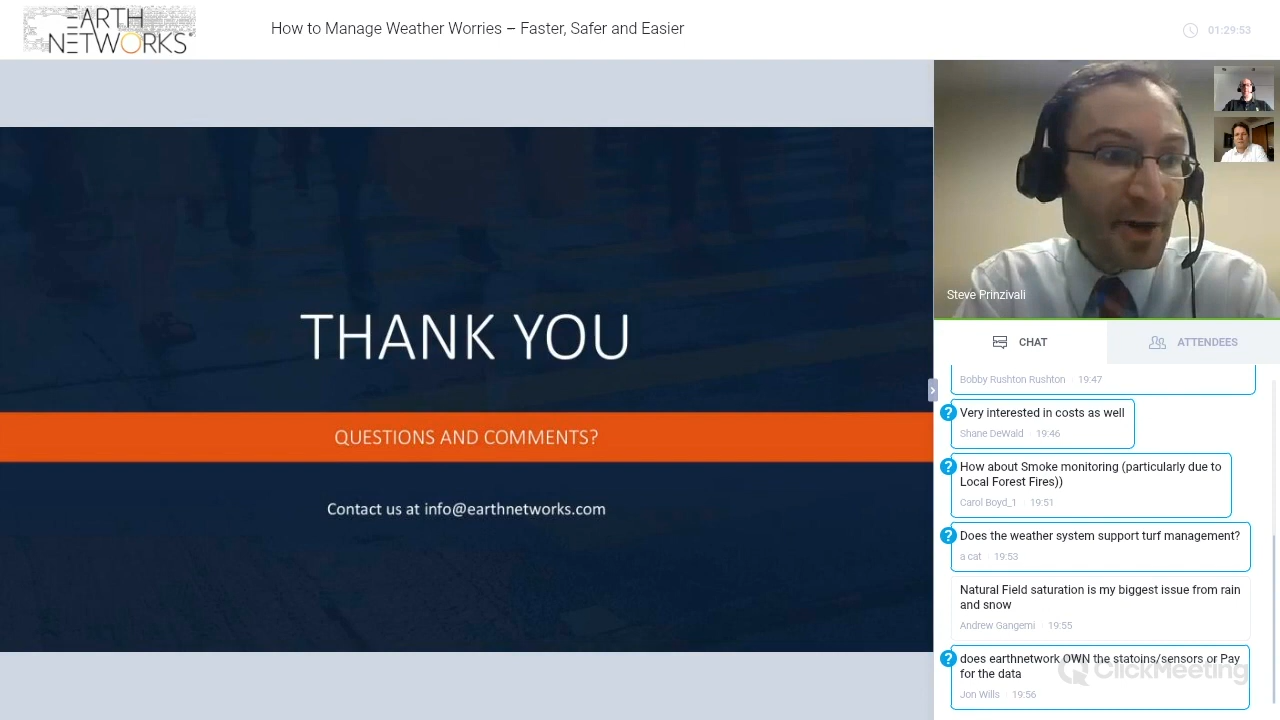 EARTH
NETWORKS
How to Manage Weather Worries – Faster, Safer and Easier
01:29:53
THANK YOU
QUESTIONS AND COMMENTS?
Contact us at info@earthnetworks.com
Steve Prinzivali
CHAT
ATTENDEES
Bobby Rushton Rushton 19:47
Very interested in costs as well
Shane DeWald 19:46
How about Smoke monitoring (particularly due to
Local Forest Fires))
Carol Boyd_1 19:51
Does the weather system support turf management?
a cat 19:53
Natural Field saturation is my biggest issue from rain
and snow
Andrew Gangemi 19:55
does earthnetwork OWN the statoins/sensors or Pay
for the data
Jon Wills 19:56
ClickMeeting